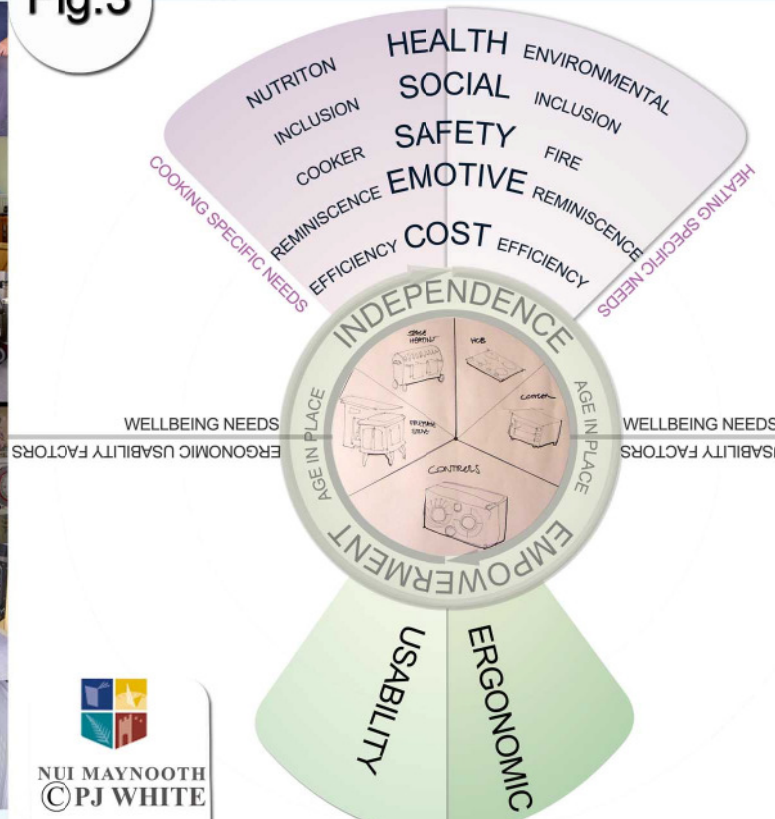 Fig.3
HEALTH
NUTRITON
ENVIRONMENTAL
SOCIAL
INCLUSION
INCLUSION
SAFETY
COOKER
FIRE
EMOTIVE
REMINISCENCE
REMINISCENCE
COST
EFFICIENCY
EFFICIENCY
COOKING SPECIFIC NEEDS
HEATING SPECIFIC NEEDS
INDEPENDENCE
HOB
AGE IN PLACE
AGE IN PLACE
CONTROLS
WELLBEING NEEDS
WELLBEING NEEDS
ERGONOMIC USABILITY FACTORS
USABILITY FACTORS
EMPOWERMENT
USABILITY
ERGONOMIC
NUI MAYNOOTH
©PJ WHITE